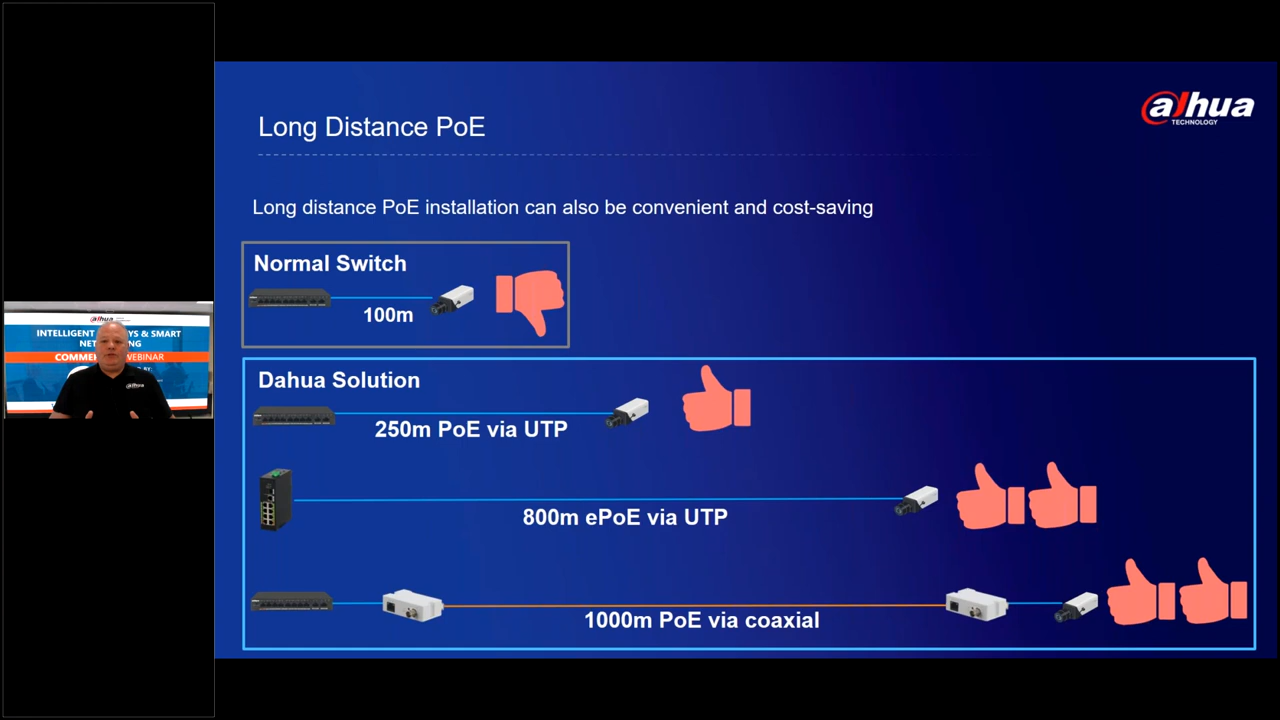 Long Distance PoE
alhua
TECHNOLOGY
Long distance PoE installation can also be convenient and cost-saving
Normal Switch
100m
Dahua Solution
250m PoE via UTP
800m ePoE via UTP
1000m PoE via coaxial
alhua
INTELLIGENT YS & SMART
NET NG
COMME WEBINAR
alhua